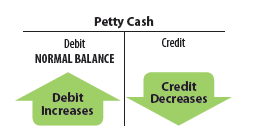 Petty Cash
Debit
NORMAL BALANCE
Credit
Debit
Increases
Credit
Decreases